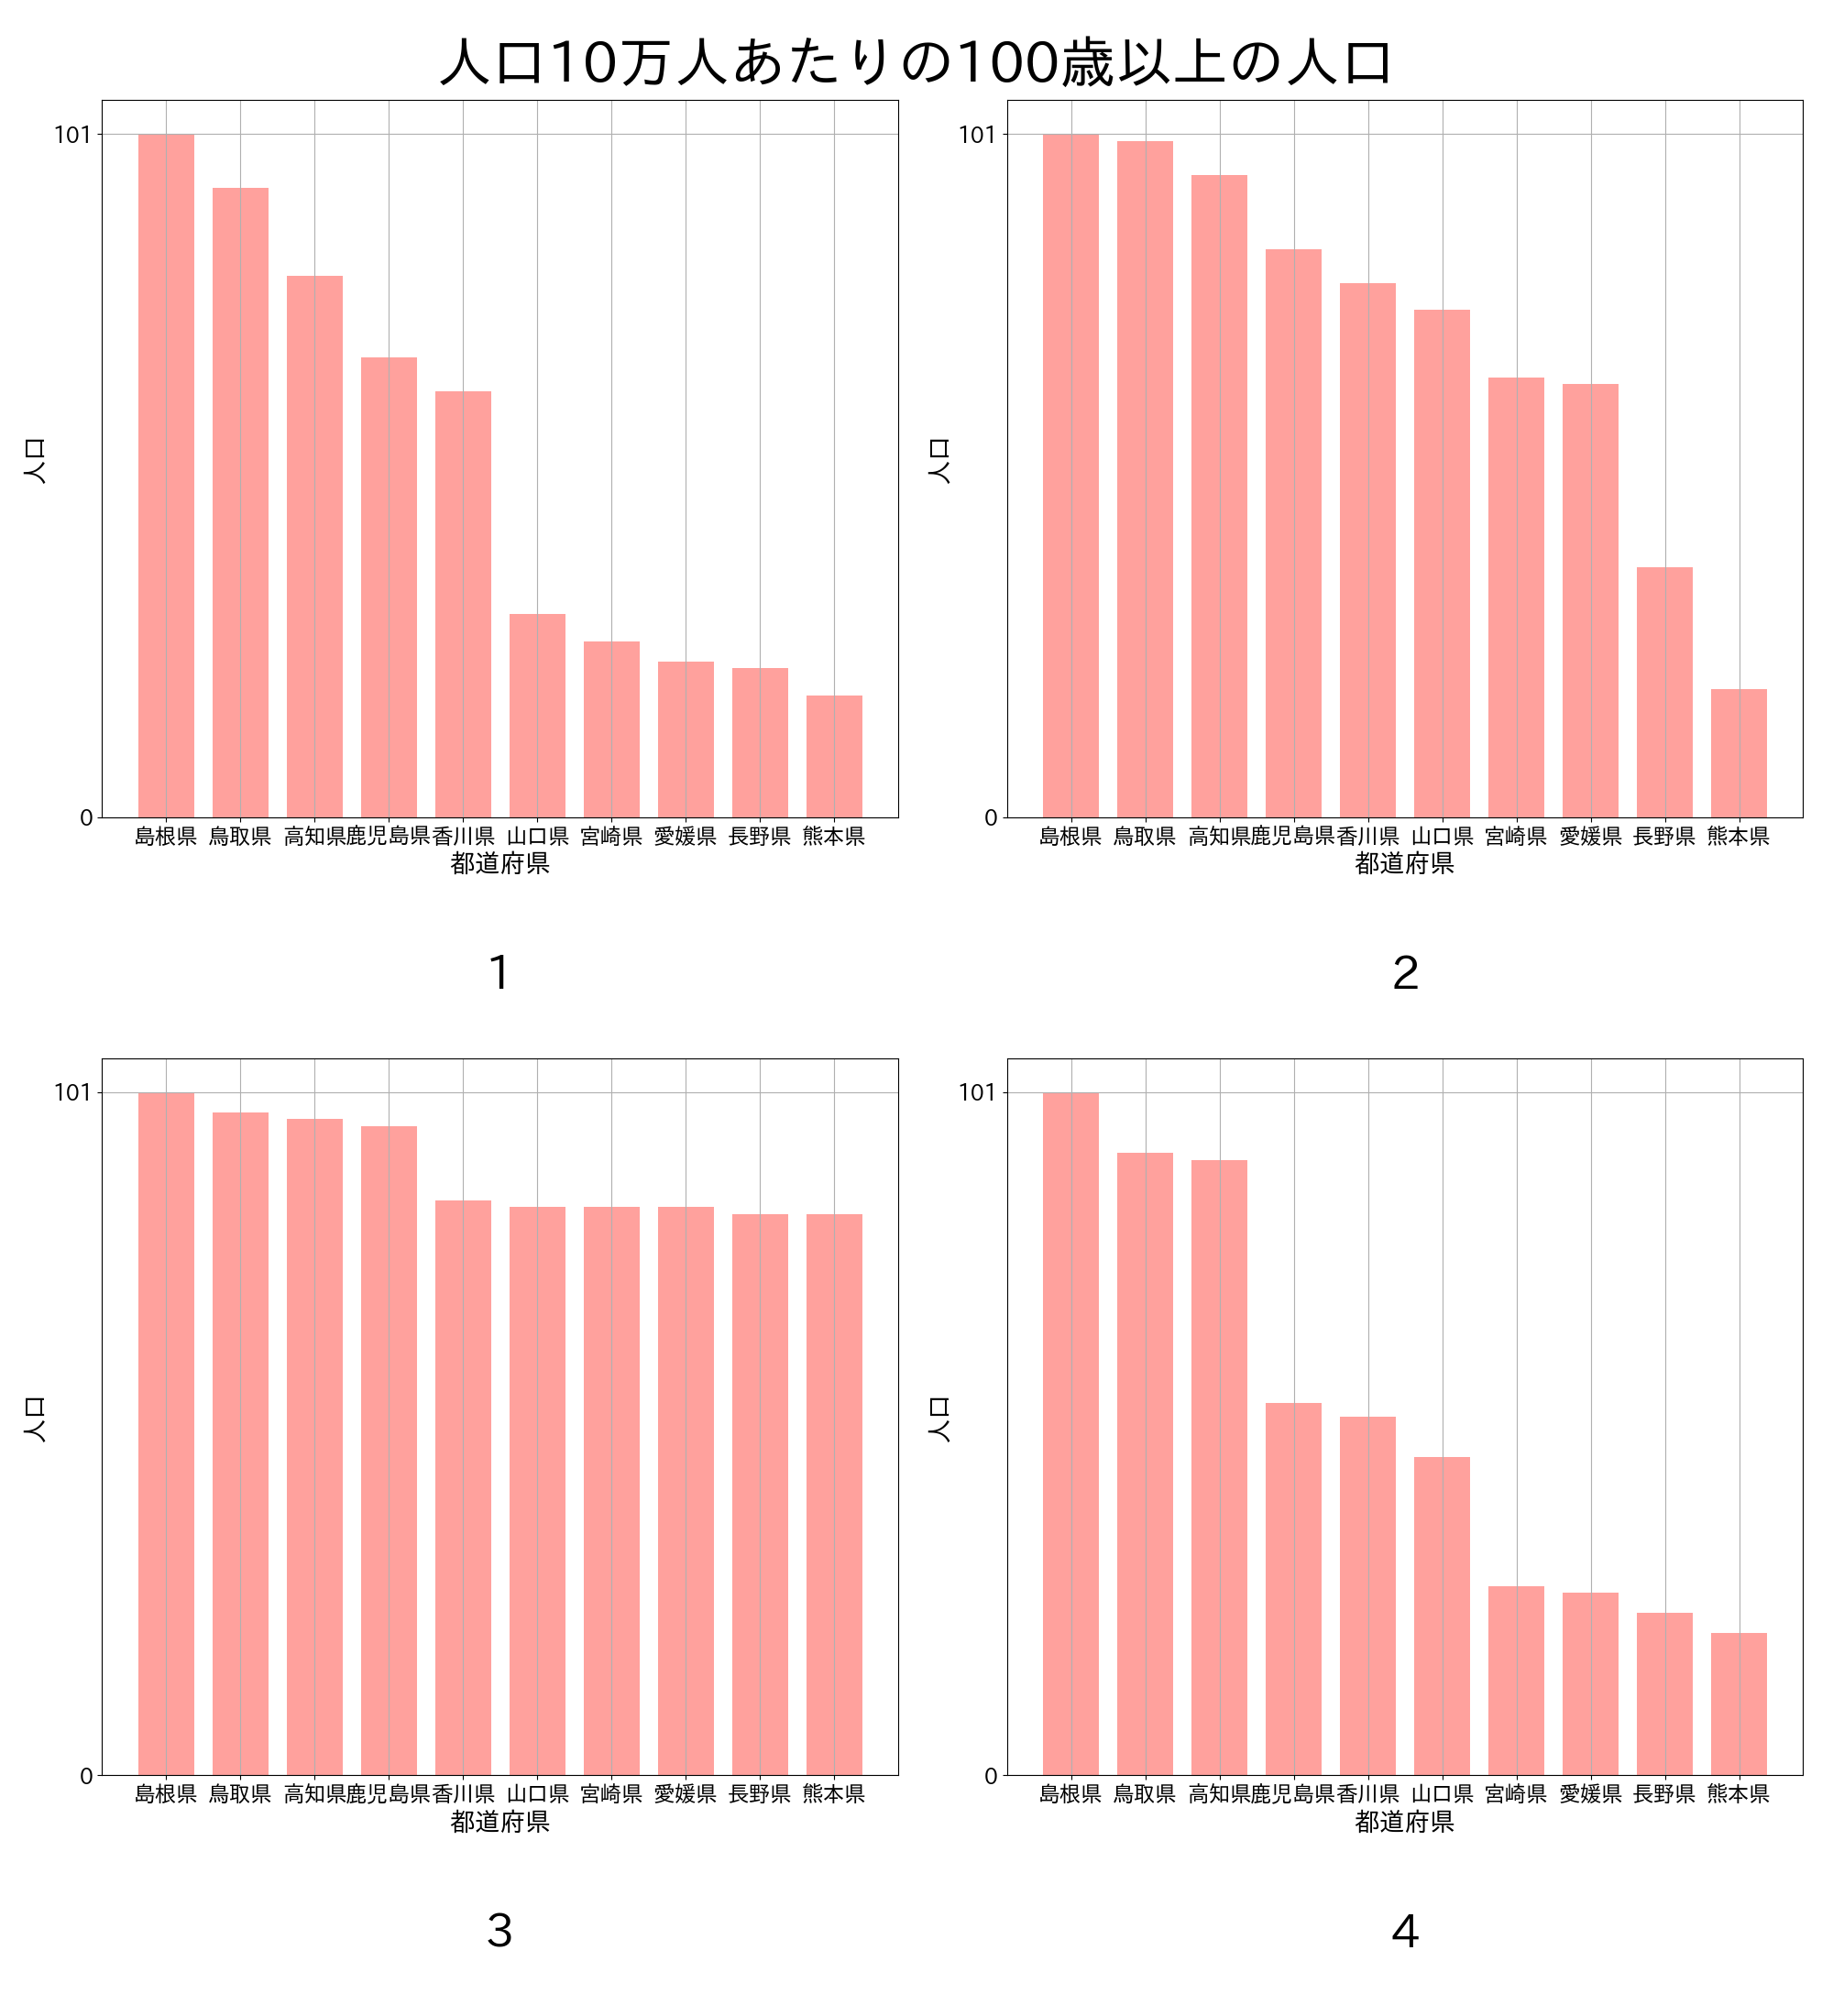 人口10万人あたりの100歳以上の人口
101
0
人口
島根県 鳥取県 高知県 鹿児島県 香川県 山口県 宮崎県 愛媛県 長野県 熊本県
都道府県
1
101
0
人口
島根県 鳥取県 高知県 鹿児島県 香川県 山口県 宮崎県 愛媛県 長野県 熊本県
都道府県
2
101
0
人口
島根県 鳥取県 高知県 鹿児島県 香川県 山口県 宮崎県 愛媛県 長野県 熊本県
都道府県
3
101
0
人口
島根県 鳥取県 高知県 鹿児島県 香川県 山口県 宮崎県 愛媛県 長野県 熊本県
都道府県
4